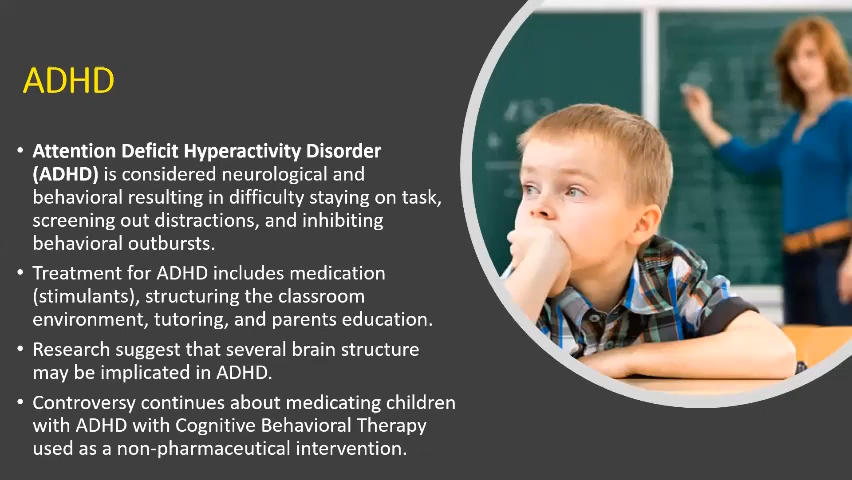 ADHD
• Attention Deficit Hyperactivity Disorder
(ADHD) is considered neurological and
behavioral resulting in difficulty staying on task,
screening out distractions, and inhibiting
behavioral outbursts.
• Treatment for ADHD includes medication
(stimulants), structuring the classroom
environment, tutoring, and parents education.
• Research suggest that several brain structure
may be implicated in ADHD.
• Controversy continues about medicating children
with ADHD with Cognitive Behavioral Therapy
used as a non-pharmaceutical intervention.